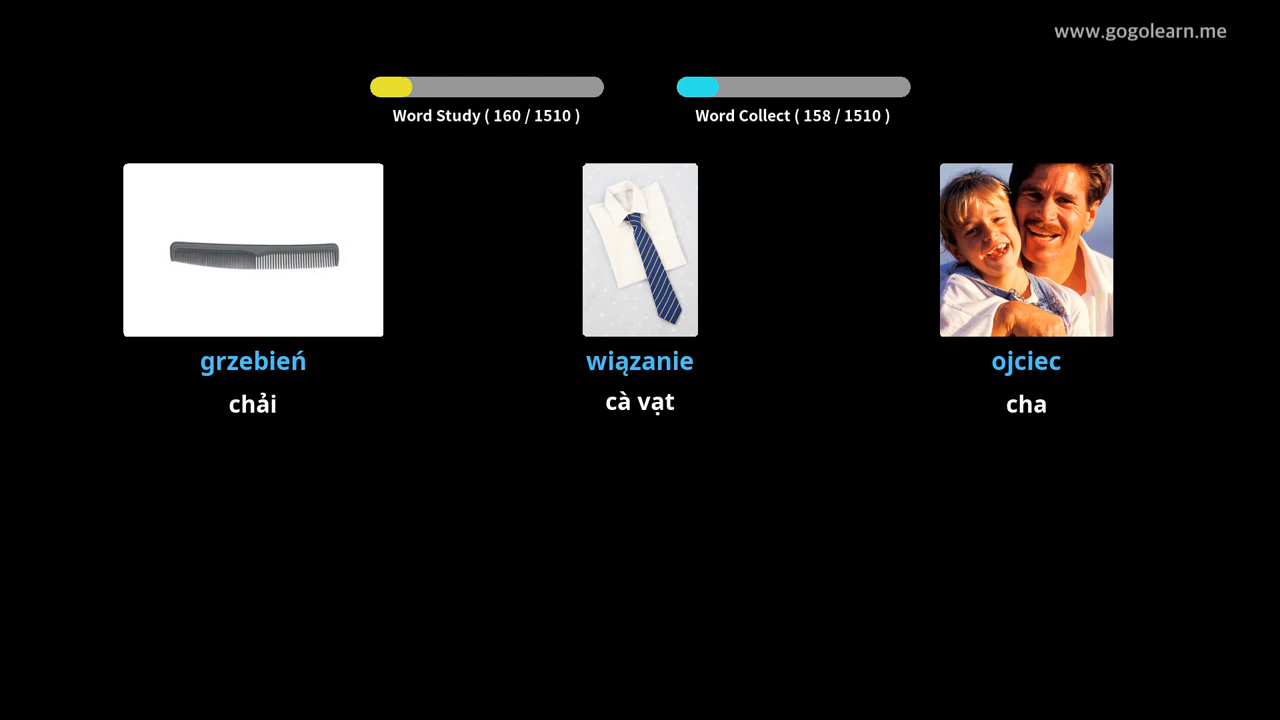 www.gogolearn.me
Word Study ( 160 / 1510 )
Word Collect ( 158 / 1510 )
grzebień
wiązanie
ojciec
chải
cà vạt
cha